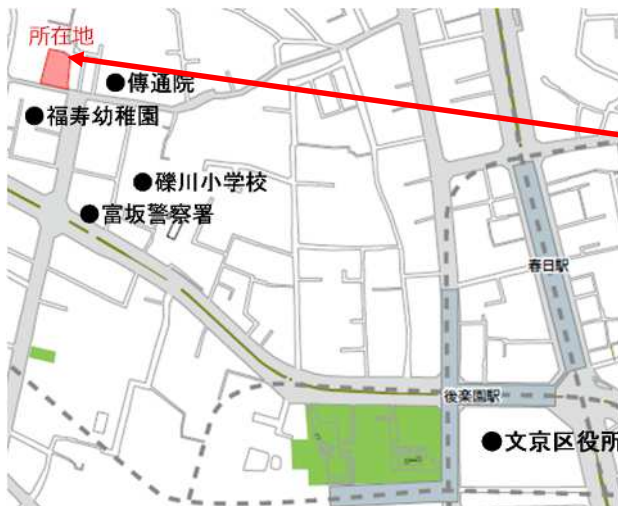 所在地
●傳通院
●福寿幼稚園
●礫川小学校
●富坂警察署
春日駅
後楽園駅
●文京区役所